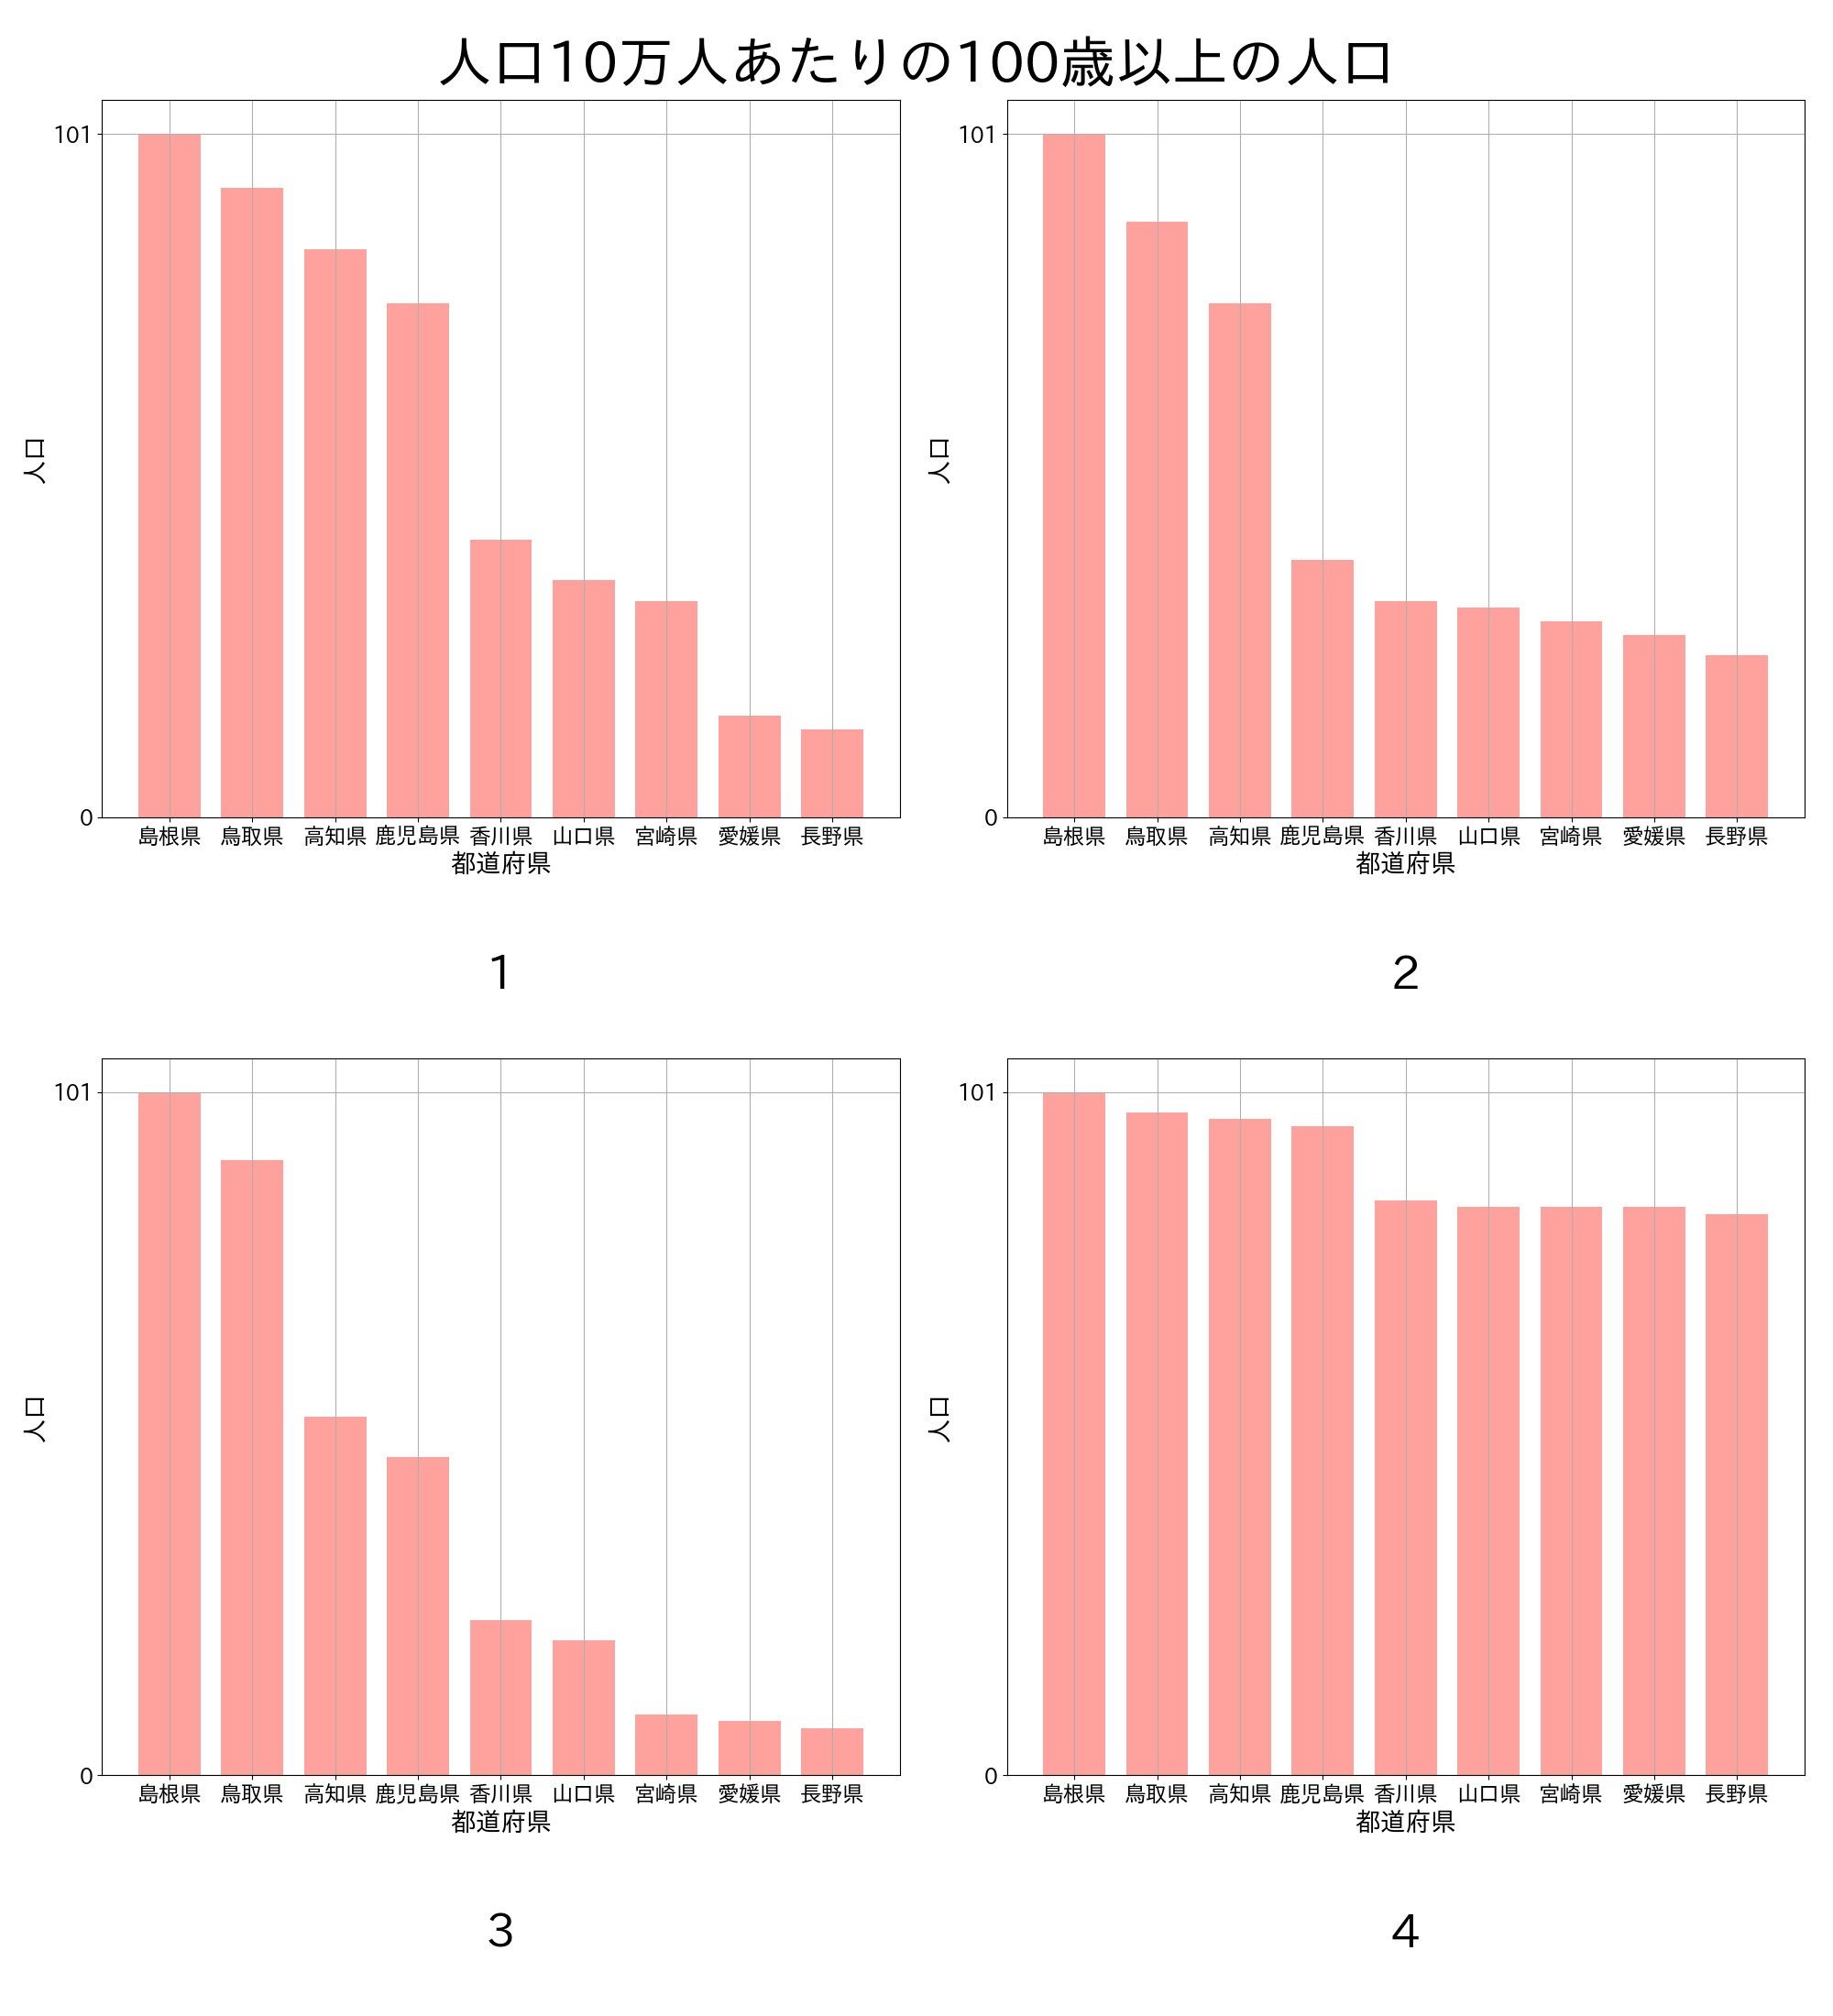 人口10万人あたりの100歳以上の人口
人口
101
0
島根県 鳥取県 高知県 鹿児島県 香川県 山口県 宮崎県 愛媛県 長野県
都道府県
1
人口
101
0
島根県 鳥取県 高知県 鹿児島県 香川県 山口県 宮崎県 愛媛県 長野県
都道府県
2
人口
101
0
島根県 鳥取県 高知県 鹿児島県 香川県 山口県 宮崎県 愛媛県 長野県
都道府県
3
人口
101
0
島根県 鳥取県 高知県 鹿児島県 香川県 山口県 宮崎県 愛媛県 長野県
都道府県
4